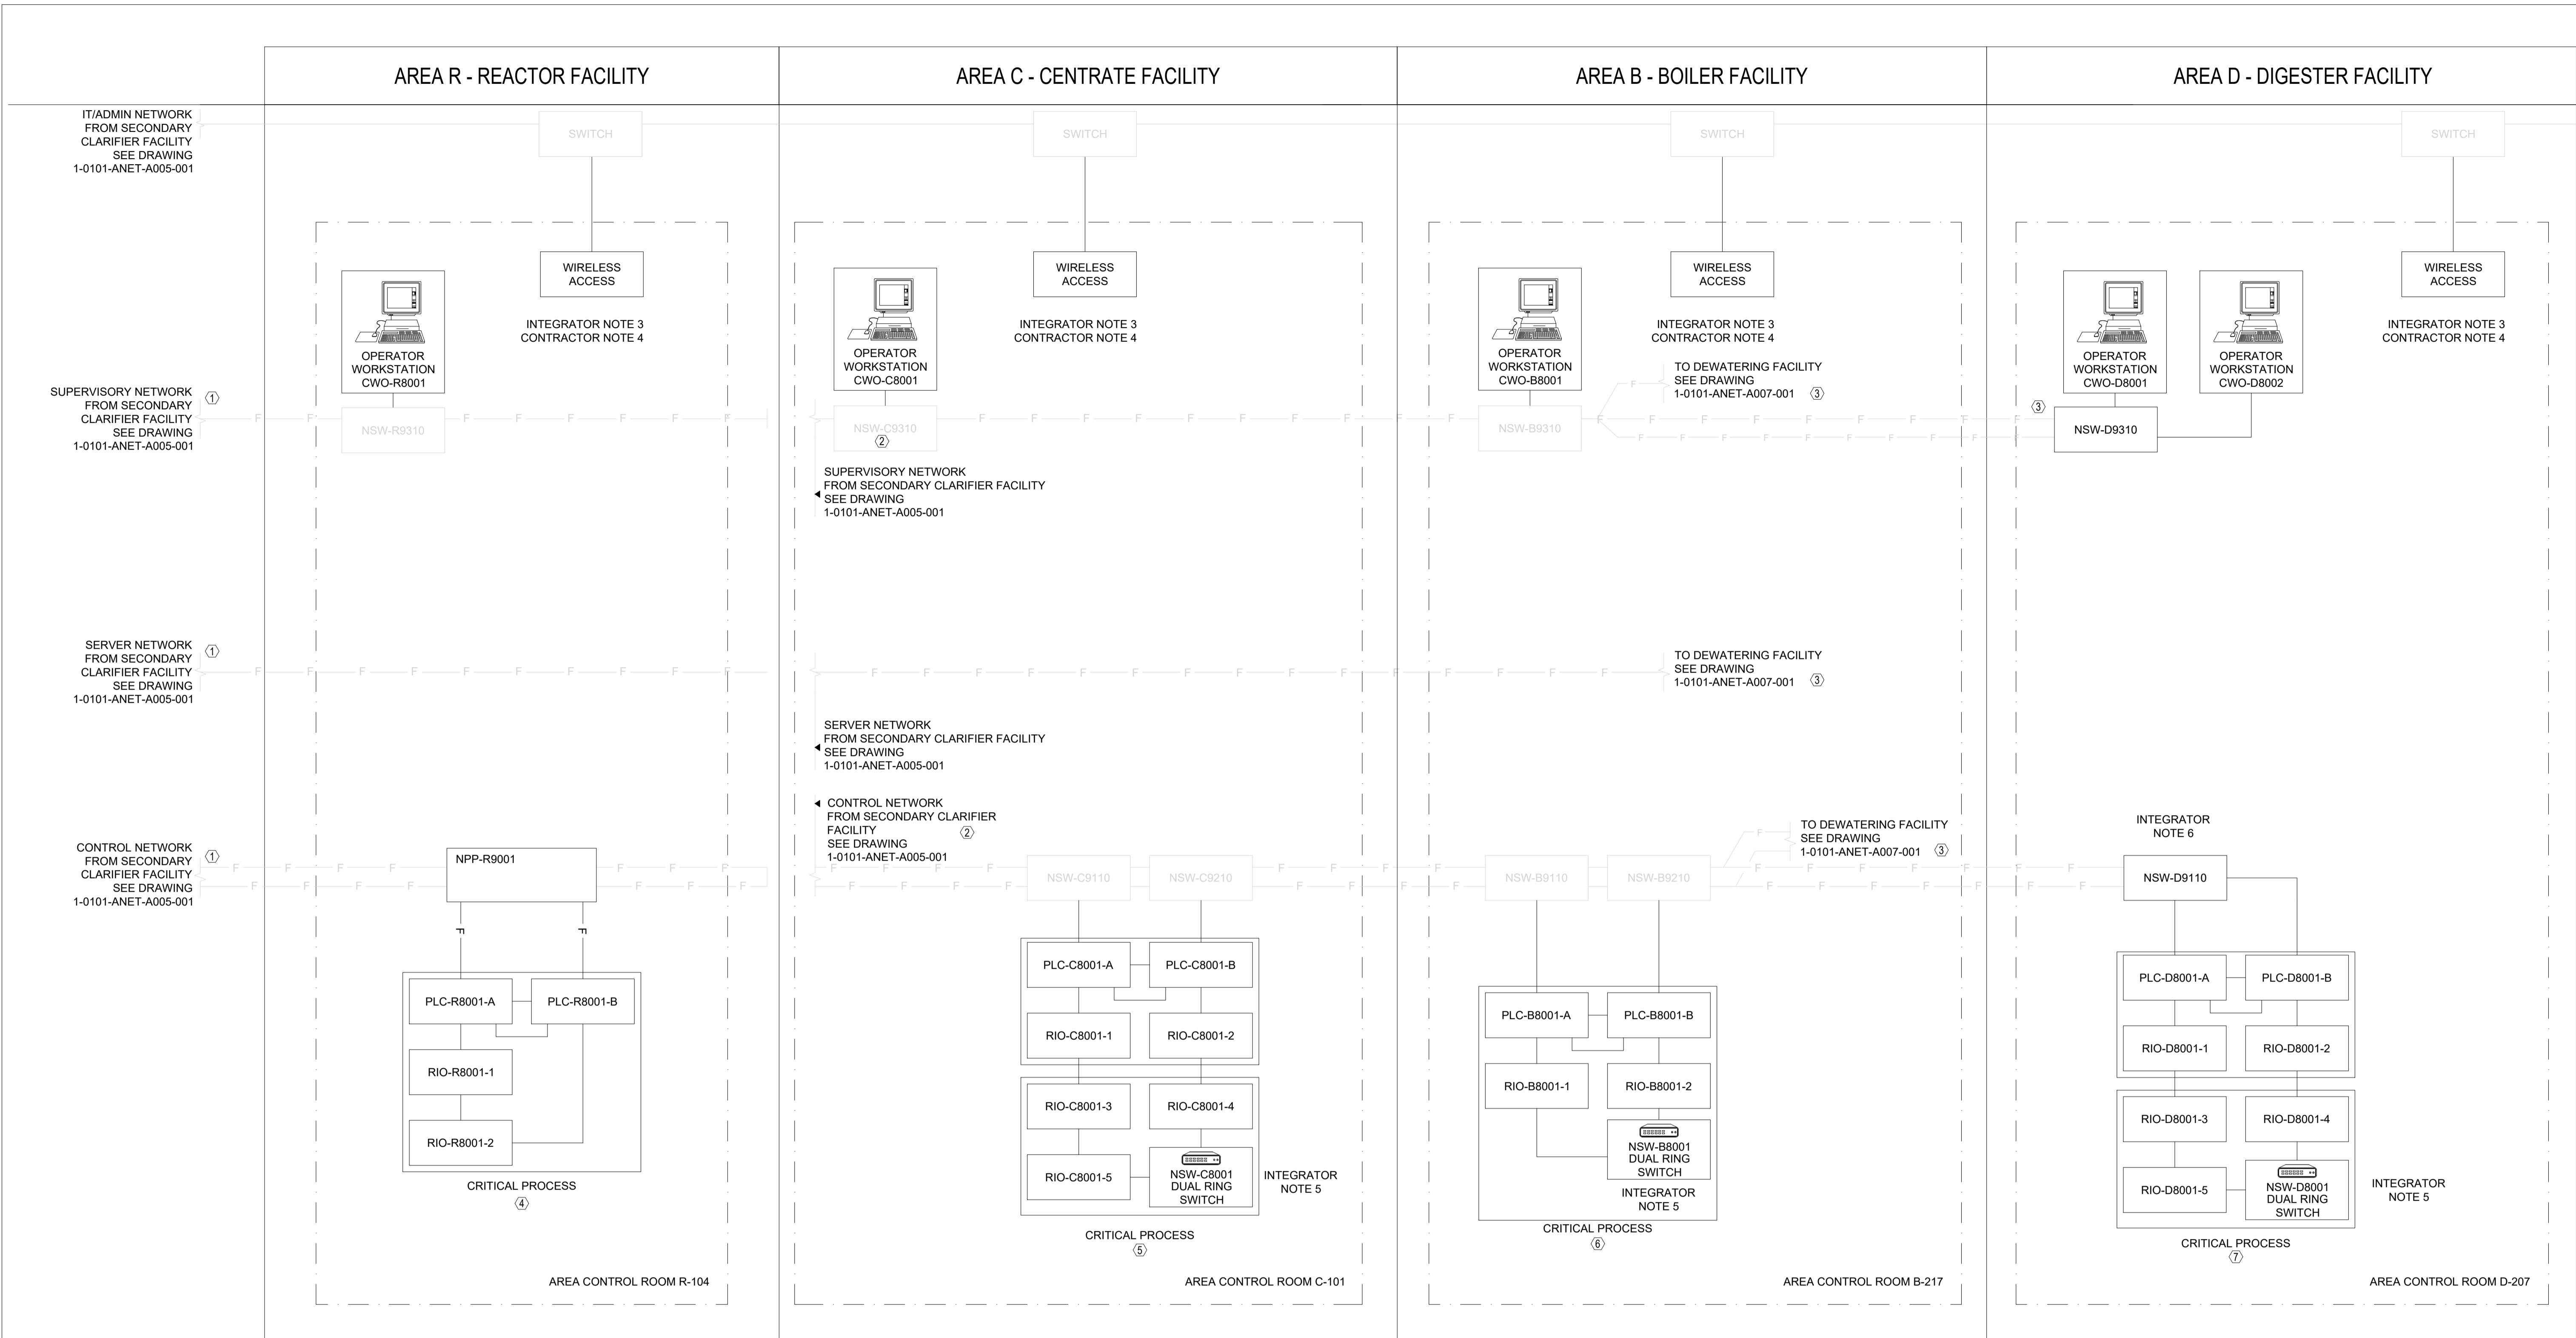 AREA R - REACTOR FACILITY
AREA C - CENTRATE FACILITY
AREA B - BOILER FACILITY
AREA D - DIGESTER FACILITY
IT/ADMIN NETWORK
FROM SECONDARY
CLARIFIER FACILITY
SEE DRAWING
1-0101-ANET-A005-001
SUPERVISORY NETWORK
FROM SECONDARY
CLARIFIER FACILITY
SEE DRAWING
1-0101-ANET-A005-001
1
SERVER NETWORK
FROM SECONDARY
CLARIFIER FACILITY
SEE DRAWING
1-0101-ANET-A005-001
1
CONTROL NETWORK
FROM SECONDARY
CLARIFIER FACILITY
SEE DRAWING
1-0101-ANET-A005-001
1
SWITCH
WIRELESS
ACCESS
INTEGRATOR NOTE 3
CONTRACTOR NOTE 4
OPERATOR
WORKSTATION
CWO-R8001
NSW-R9310
F F F F F F F F
F F F F F F F F F
NPP-R9001
F F F F F F F
F F F F F F F
F F
PLC-R8001-A
PLC-R8001-B
RIO-R8001-1
RIO-R8001-2
CRITICAL PROCESS
4
AREA CONTROL ROOM R-104
SWITCH
WIRELESS
ACCESS
INTEGRATOR NOTE 3
CONTRACTOR NOTE 4
OPERATOR
WORKSTATION
CWO-C8001
NSW-C9310
2
SUPERVISORY NETWORK
FROM SECONDARY CLARIFIER FACILITY
SEE DRAWING
1-0101-ANET-A005-001
SERVER NETWORK
FROM SECONDARY CLARIFIER FACILITY
SEE DRAWING
1-0101-ANET-A005-001
CONTROL NETWORK
FROM SECONDARY CLARIFIER
FACILITY
2
SEE DRAWING
1-0101-ANET-A005-001
NSW-C9110
NSW-C9210
PLC-C8001-A
PLC-C8001-B
RIO-C8001-1
RIO-C8001-2
RIO-C8001-3
RIO-C8001-4
RIO-C8001-5
NSW-C8001
DUAL RING
SWITCH
INTEGRATOR
NOTE 5
CRITICAL PROCESS
5
AREA CONTROL ROOM C-101
SWITCH
WIRELESS
ACCESS
INTEGRATOR NOTE 3
CONTRACTOR NOTE 4
OPERATOR
WORKSTATION
CWO-B8001
NSW-B9310
TO DEWATERING FACILITY
SEE DRAWING
1-0101-ANET-A007-001
3
TO DEWATERING FACILITY
SEE DRAWING
1-0101-ANET-A007-001
3
TO DEWATERING FACILITY
SEE DRAWING
1-0101-ANET-A007-001
3
NSW-B9110
NSW-B9210
PLC-B8001-A
PLC-B8001-B
RIO-B8001-1
RIO-B8001-2
NSW-B8001
DUAL RING
SWITCH
INTEGRATOR
NOTE 5
CRITICAL PROCESS
6
AREA CONTROL ROOM B-217
SWITCH
WIRELESS
ACCESS
INTEGRATOR NOTE 3
CONTRACTOR NOTE 4
OPERATOR
WORKSTATION
CWO-D8001
OPERATOR
WORKSTATION
CWO-D8002
3
NSW-D9310
INTEGRATOR
NOTE 6
NSW-D9110
PLC-D8001-A
PLC-D8001-B
RIO-D8001-1
RIO-D8001-2
RIO-D8001-3
RIO-D8001-4
RIO-D8001-5
NSW-D8001
DUAL RING
SWITCH
INTEGRATOR
NOTE 5
CRITICAL PROCESS
7
AREA CONTROL ROOM D-207